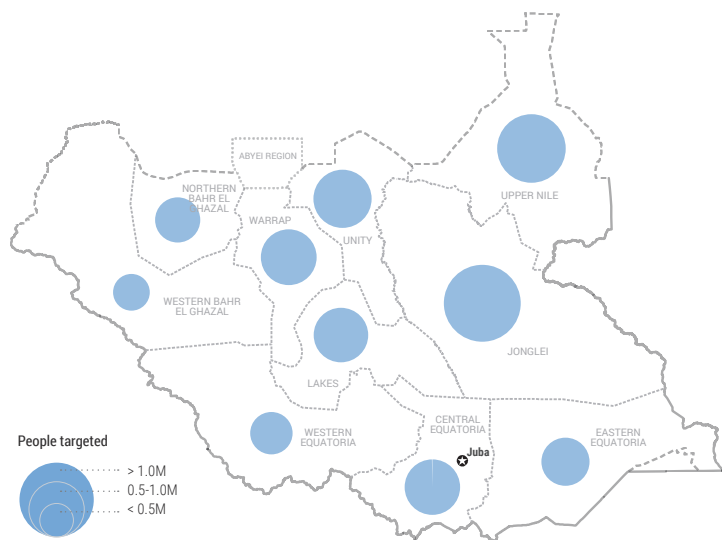 ABYEI REGION
NORTHERN
BAHR EL
GHAZAL
UPPER NILE
WARRAP
UNITY
WESTERN BAHR
EL GHAZAL
JONGLEI
LAKES
CENTRAL
EQUATORIA
WESTERN
EQUATORIA
EASTERN
EQUATORIA
Juba
People targeted
> 1.0M
0.5-1.0M
< 0.5M